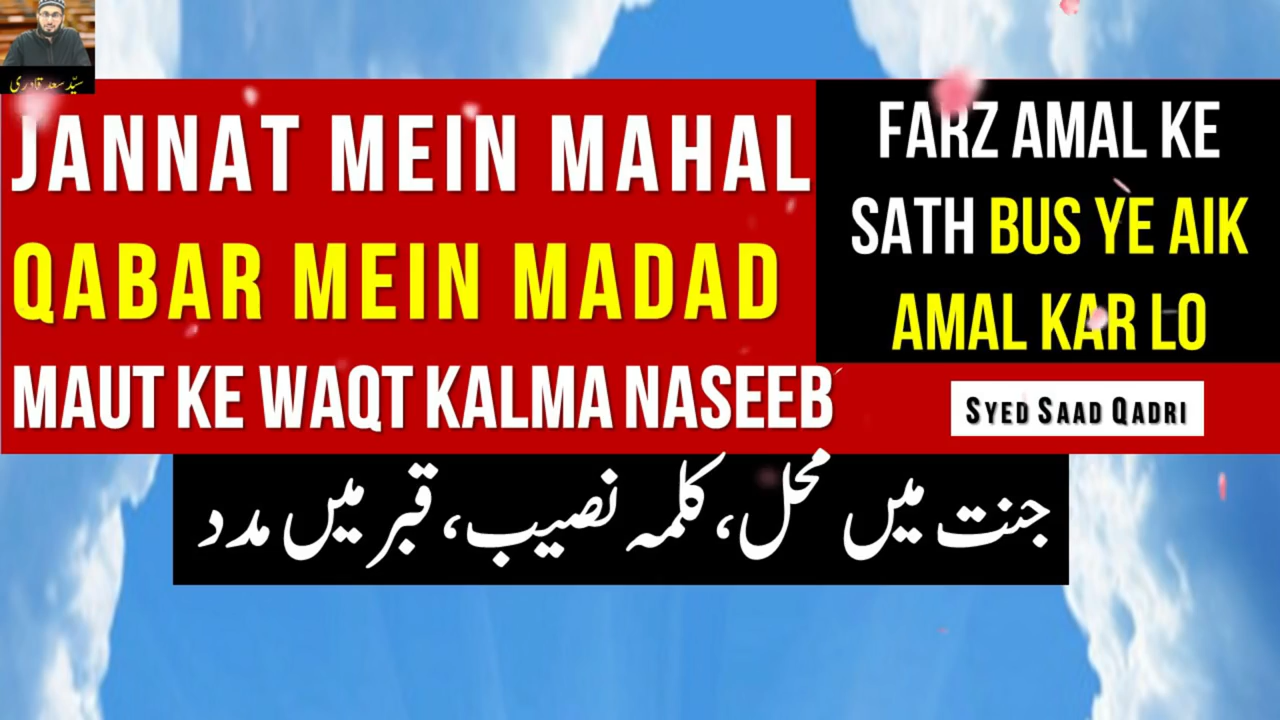 سیّد سعد قادری
JANNAT MEIN MAHAL
QABAR MEIN MADAD
MAUT KE WAQT KALMA NASEEB
FARZ AMAL KE
SATH BUS YE AIK
AMAL KAR LO
SYED SAAD QADRI
جنت میں محل، کلمہ نصیب، قبر میں مدد